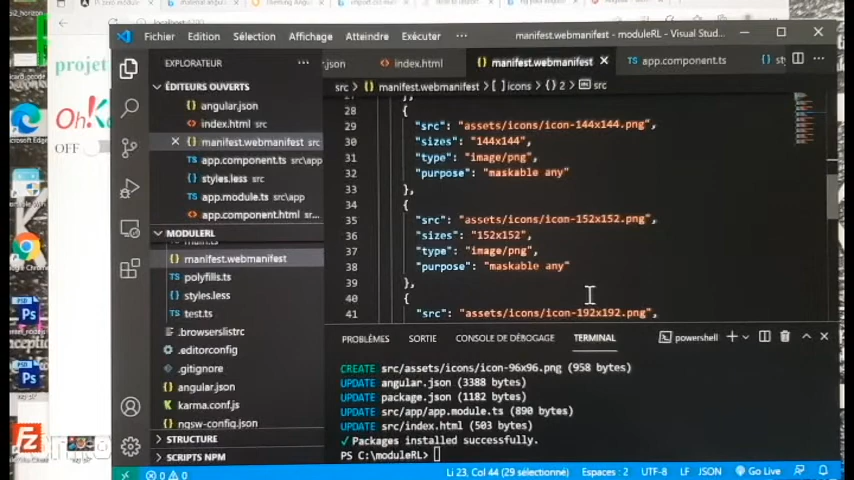 Fichier Edition Sélection Affichage Atteindre Exécuter ··· manifest.webmanifest - moduleRL - Visual Stud...
EXPLORATEUR ···
.json index.html manifest.webmanifest app.component.ts
ÉDITEURS OUVERTS
src > manifest.webmanifest > [ ] icons > {} 2 > src
angular.json
index.html src
manifest.webmanifest src
app.component.ts src\app
styles.less src
app.module.ts src\app
app.component.html src...
MODULERL
manifest.webmanifest
polyfills.ts
styles.less
test.ts
.browserslistrc
.editorconfig
.gitignore
angular.json
karma.conf.js
ngsw-config.json
STRUCTURE
SCRIPTS NPM
28 {
29 "src": "assets/icons/icon-144x144.png",
30 "sizes": "144x144",
31 "type": "image/png",
32 "purpose": "maskable any"
33 },
34 {
35 "src": "assets/icons/icon-152x152.png",
36 "sizes": "152x152",
37 "type": "image/png",
38 "purpose": "maskable any"
39 },
40 {
41 "src": "assets/icons/icon-192x192.png",
PROBLÈMES SORTIE CONSOLE DE DÉBOGAGE TERMINAL powershell
CREATE src/assets/icons/icon-96x96.png (958 bytes)
UPDATE angular.json (3388 bytes)
UPDATE package.json (1182 bytes)
UPDATE src/app/app.module.ts (890 bytes)
UPDATE src/index.html (503 bytes)
✓ Packages installed successfully.
PS C:\moduleRL>
0 0 Li 23, Col 44 (29 sélectionné) Espaces : 2 UTF-8 LF JSON Go Live
projet
OFF